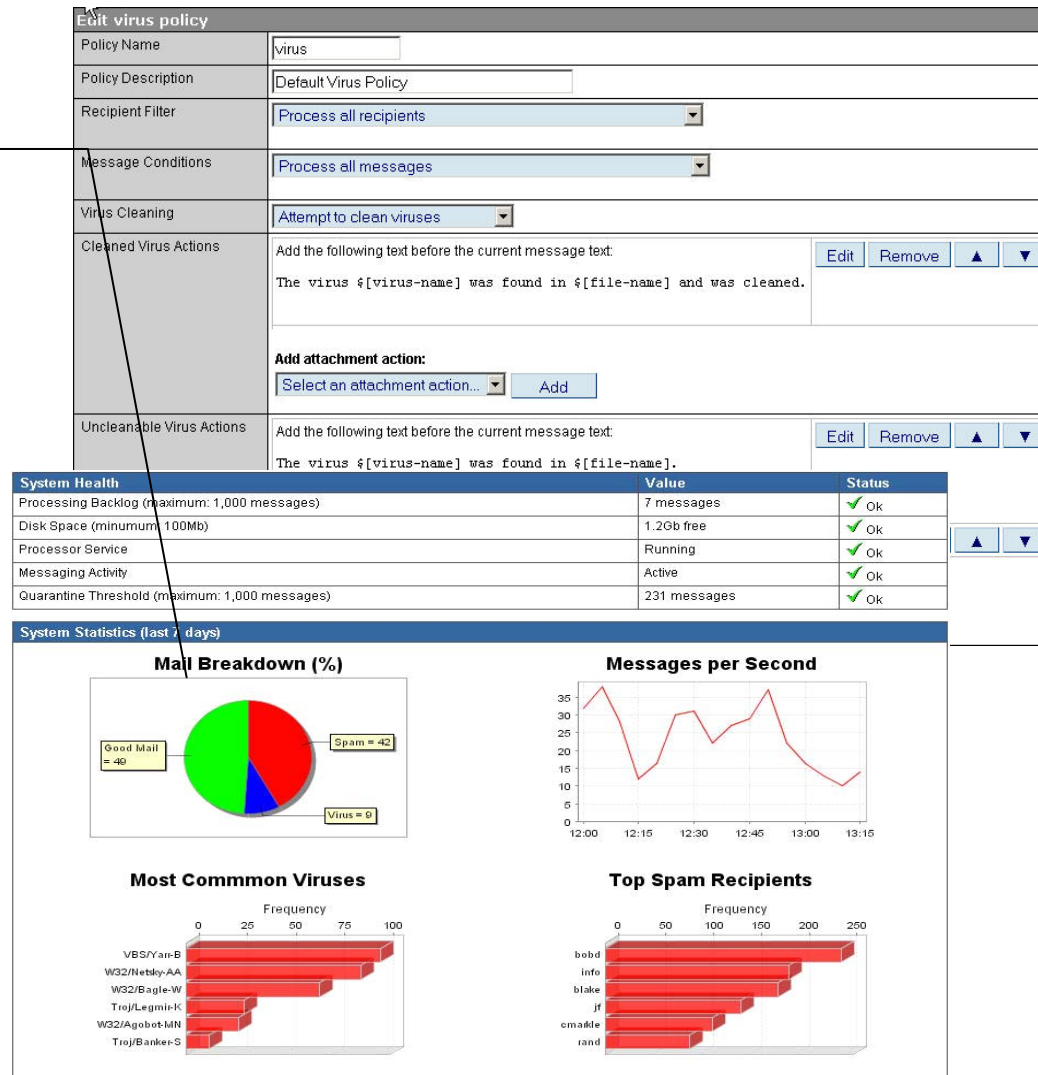 Edit virus policy
Policy Name
virus
Policy Description
Default Virus Policy
Recipient Filter
Process all recipients
Message Conditions
Process all messages
Virus Cleaning
Attempt to clean viruses
Cleaned Virus Actions
Add the following text before the current message text:
The virus $[virus-name] was found in $[file-name] and was cleaned.
Edit Remove ▲ ▼
Add attachment action:
Select an attachment action... Add
Uncleanable Virus Actions
Add the following text before the current message text:
The virus $[virus-name] was found in $[file-name].
Edit Remove ▲ ▼
▲ ▼
System Health Value Status
Processing Backlog (maximum: 1,000 messages) 7 messages Ok
Disk Space (minumum: 100Mb) 1.2Gb free Ok
Processor Service Running Ok
Messaging Activity Active Ok
Quarantine Threshold (maximum: 1,000 messages) 231 messages Ok
System Statistics (last 7 days)
Mail Breakdown (%)
Good Mail
= 49
Spam = 42
Virus = 9
Messages per Second
35
30
25
20
15
10
5
0
12:00 12:15 12:30 12:45 13:00 13:15
Most Commmon Viruses
Frequency
0 25 50 75 100
VBS/Yarr-B
W32/Netsky-AA
W32/Bagle-W
Troj/Legmir-K
W32/Agobot-MN
Troj/Banker-S
Top Spam Recipients
Frequency
0 50 100 150 200 250
bobd
info
blake
jf
cmarkle
rand